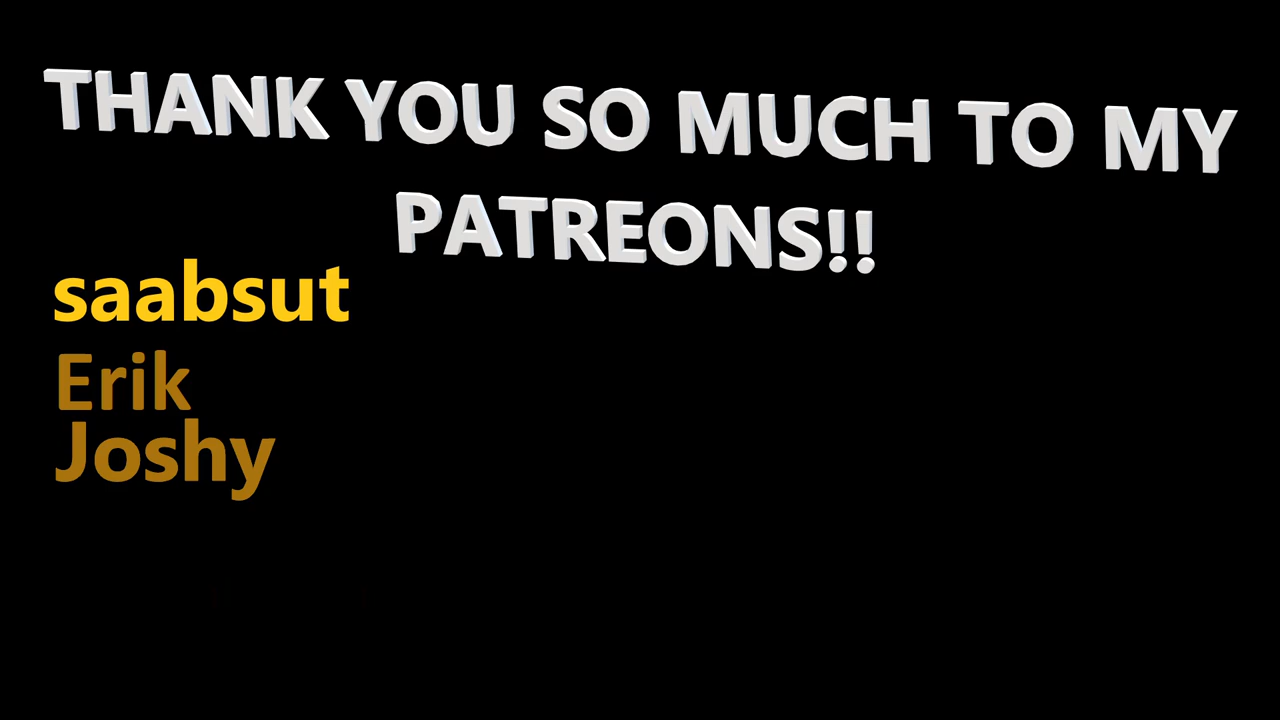 THANK YOU SO MUCH TO MY
PATREONS!!
saabsut
Erik
Joshy